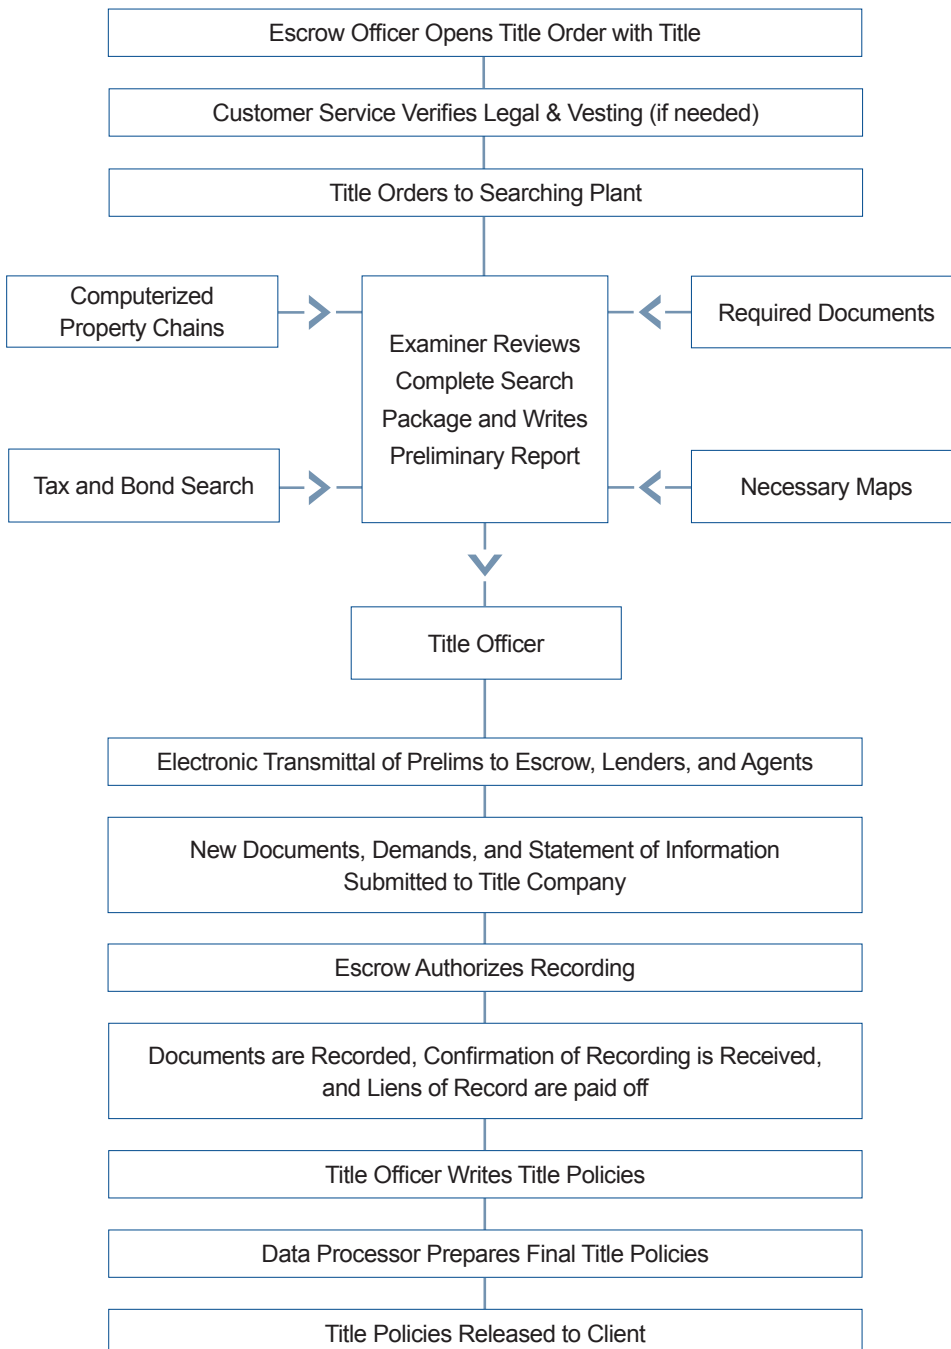 Escrow Officer Opens Title Order with Title
Customer Service Verifies Legal & Vesting (if needed)
Title Orders to Searching Plant
Computerized
Property Chains
Examiner Reviews
Complete Search
Package and Writes
Preliminary Report
Required Documents
Tax and Bond Search
Necessary Maps
Title Officer
Electronic Transmittal of Prelims to Escrow, Lenders, and Agents
New Documents, Demands, and Statement of Information
Submitted to Title Company
Escrow Authorizes Recording
Documents are Recorded, Confirmation of Recording is Received,
and Liens of Record are paid off
Title Officer Writes Title Policies
Data Processor Prepares Final Title Policies
Title Policies Released to Client